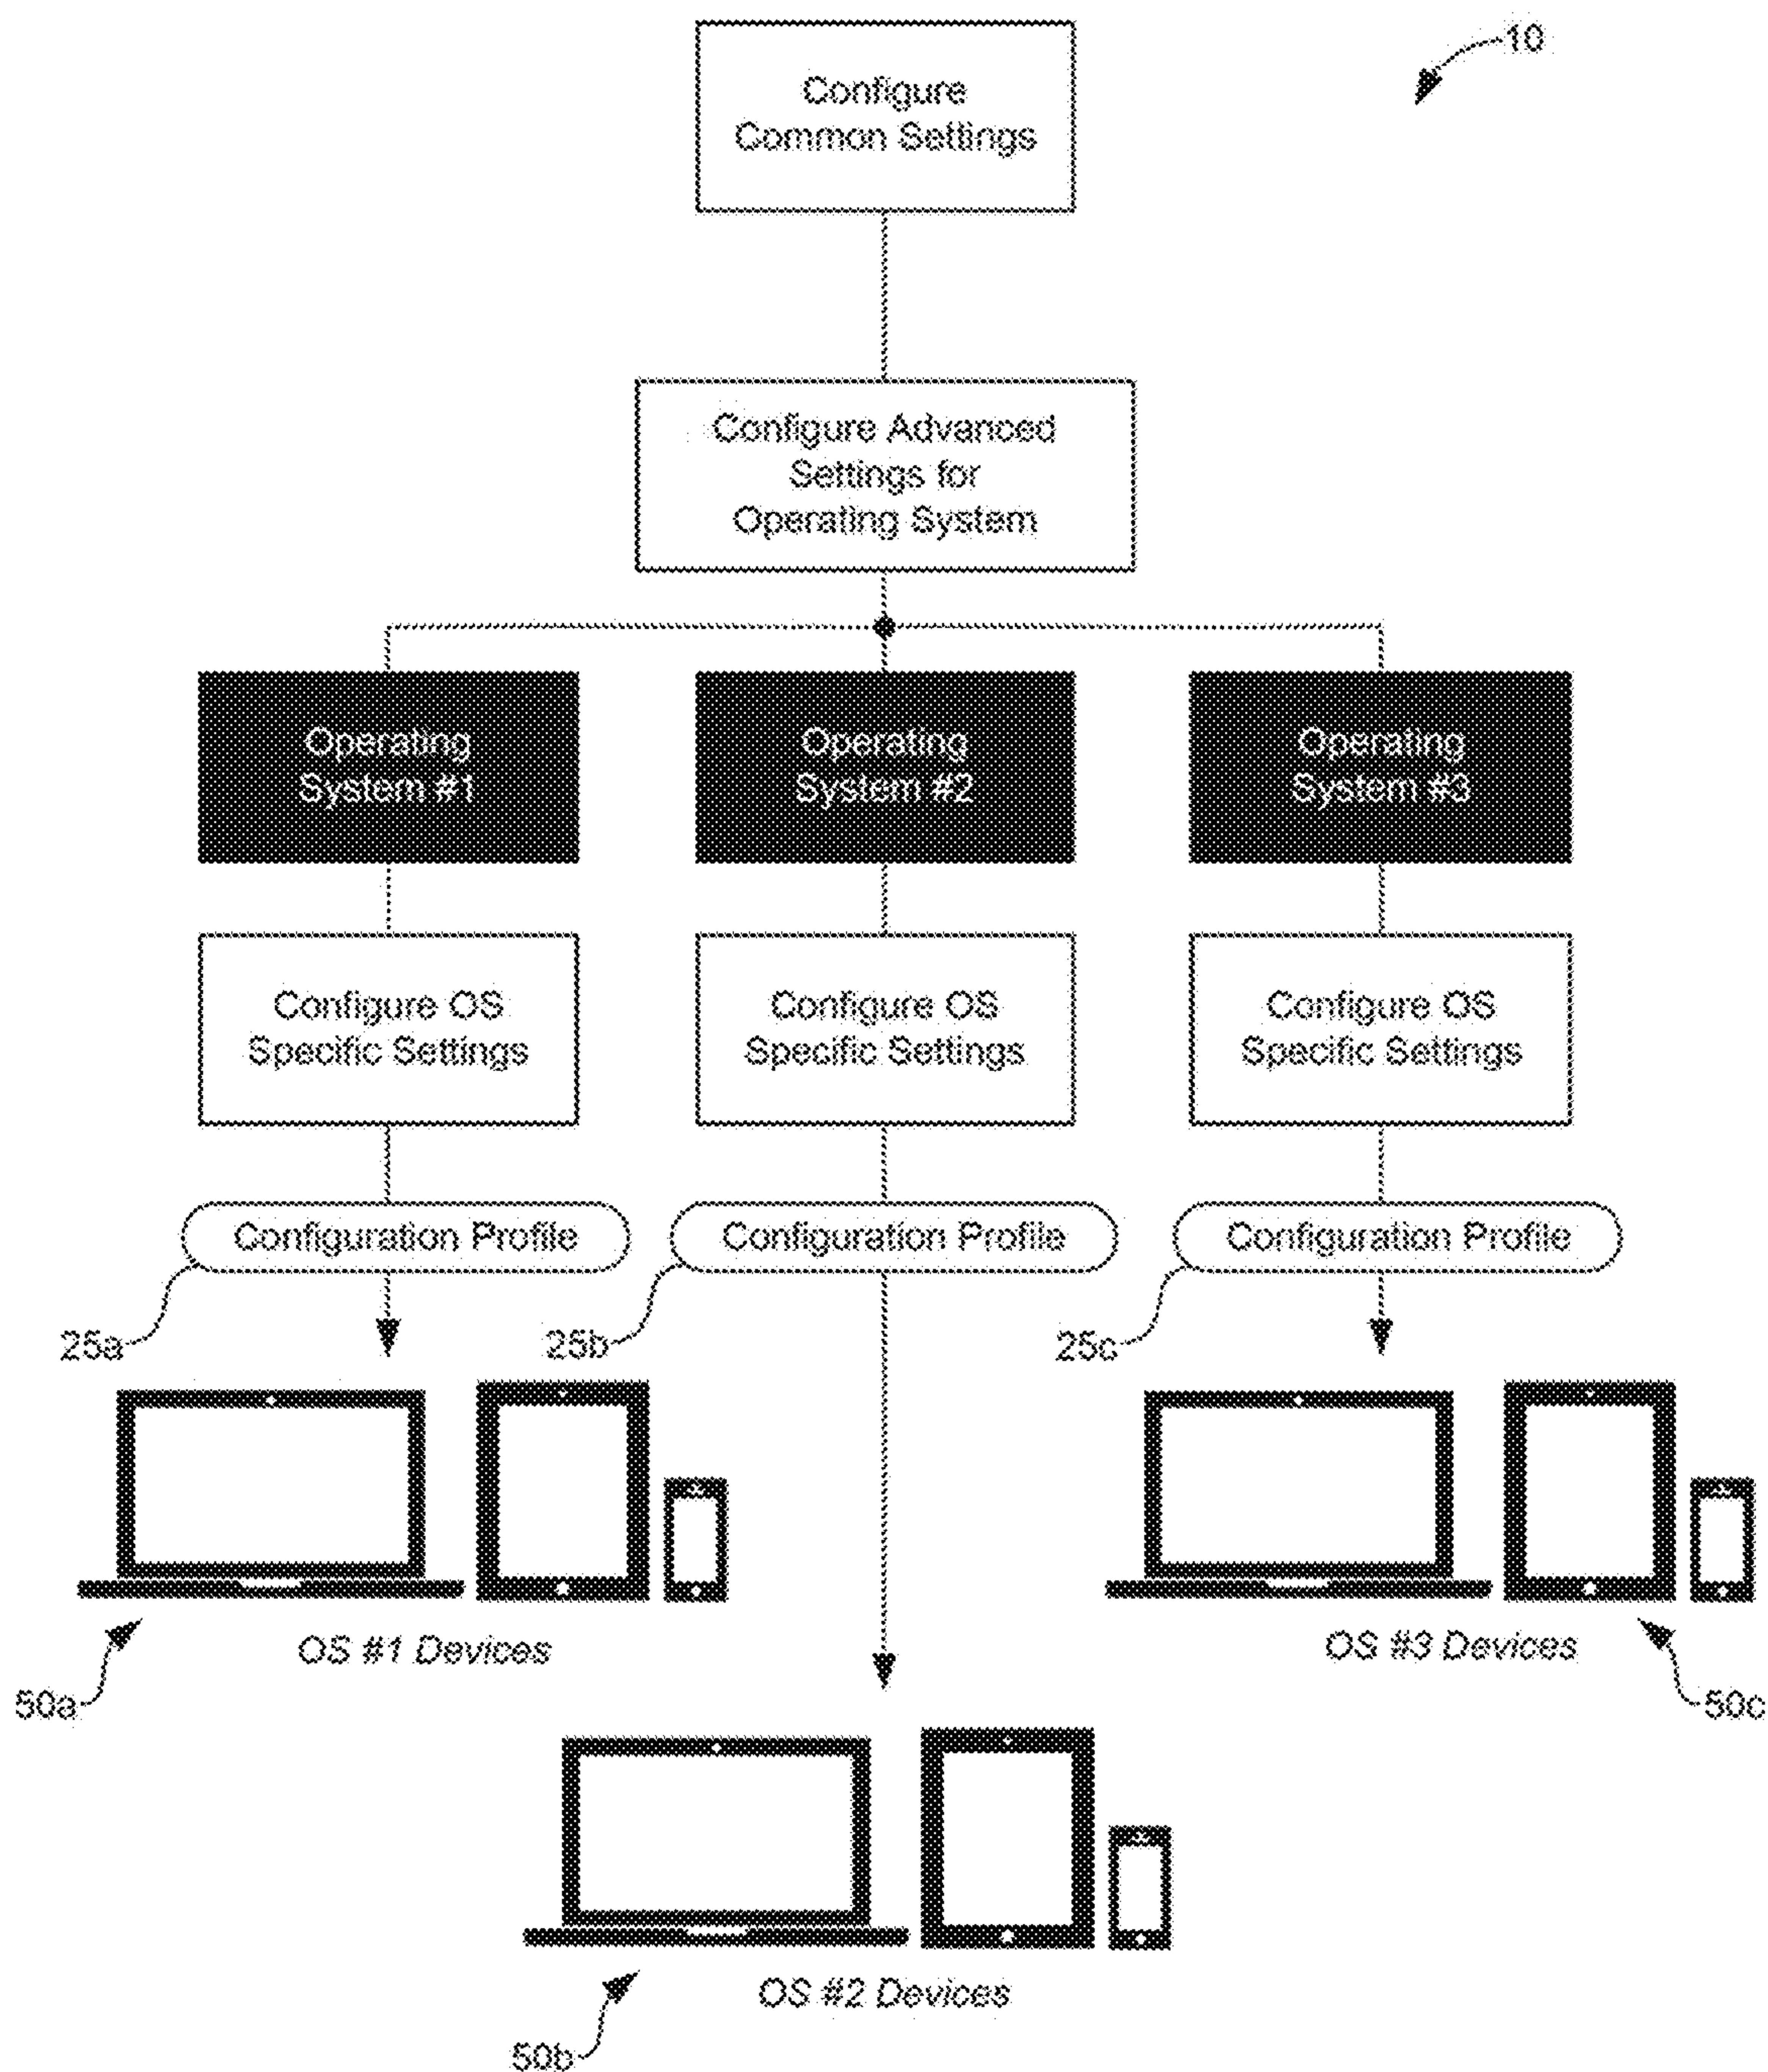 10
Configure
Common Settings
Configure Advanced
Settings for
Operating System
Operating
System #1
Operating
System #2
Operating
System #3
Configure OS
Specific Settings
Configure OS
Specific Settings
Configure OS
Specific Settings
Configuration Profile
Configuration Profile
Configuration Profile
25a
25b
25c
OS #1 Devices
OS #3 Devices
50a
50c
OS #2 Devices
50b